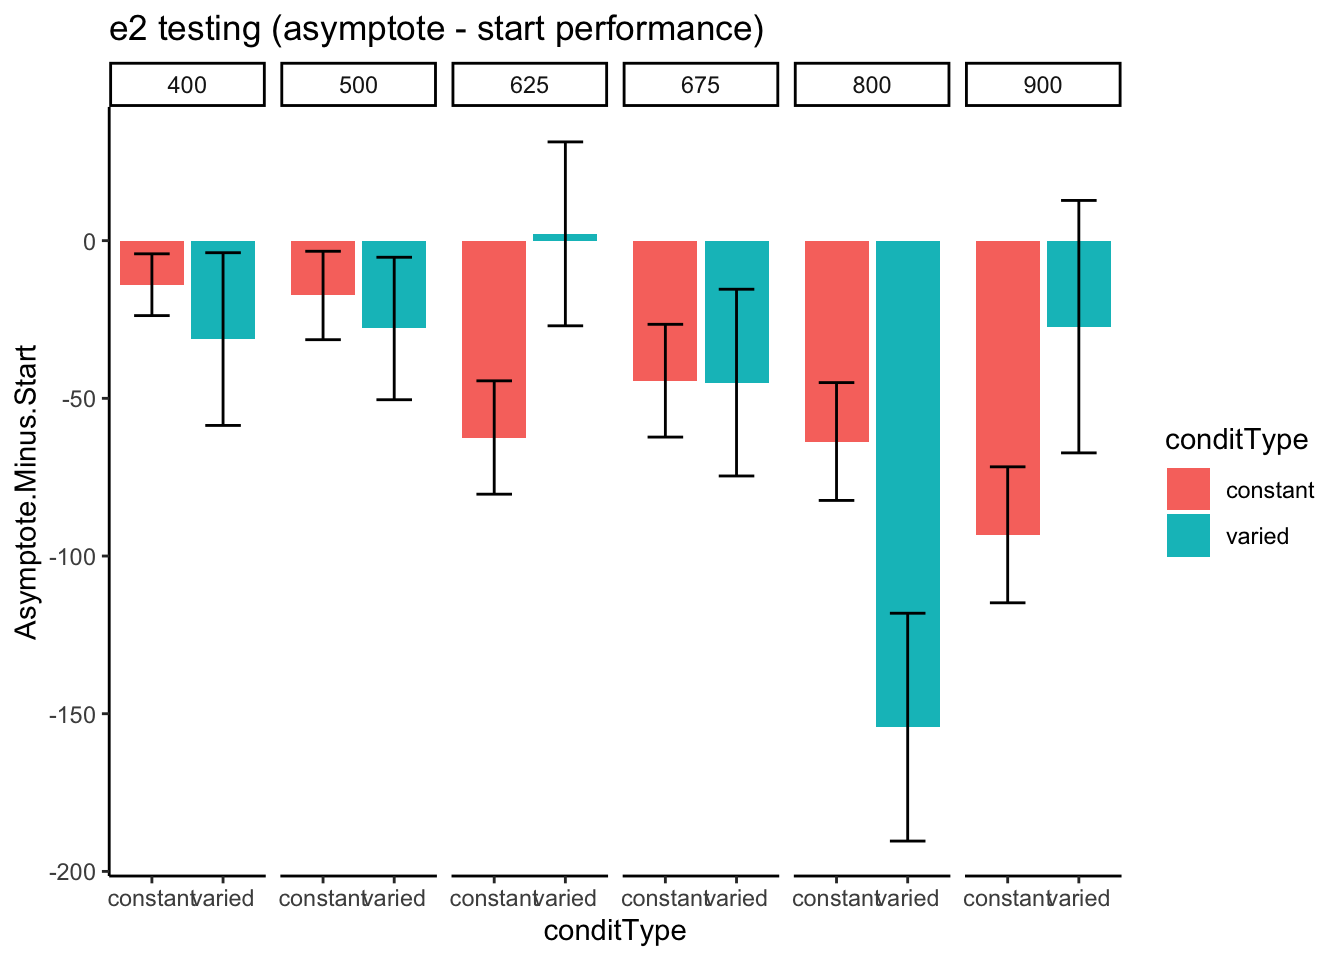 e2 testing (asymptote - start performance)
400 500 625 675 800 900
Asymptote.Minus.Start
0
-50
-100
-150
-200
constant varied constant varied constant varied constant varied constant varied constant varied
conditType
conditType
constant
varied